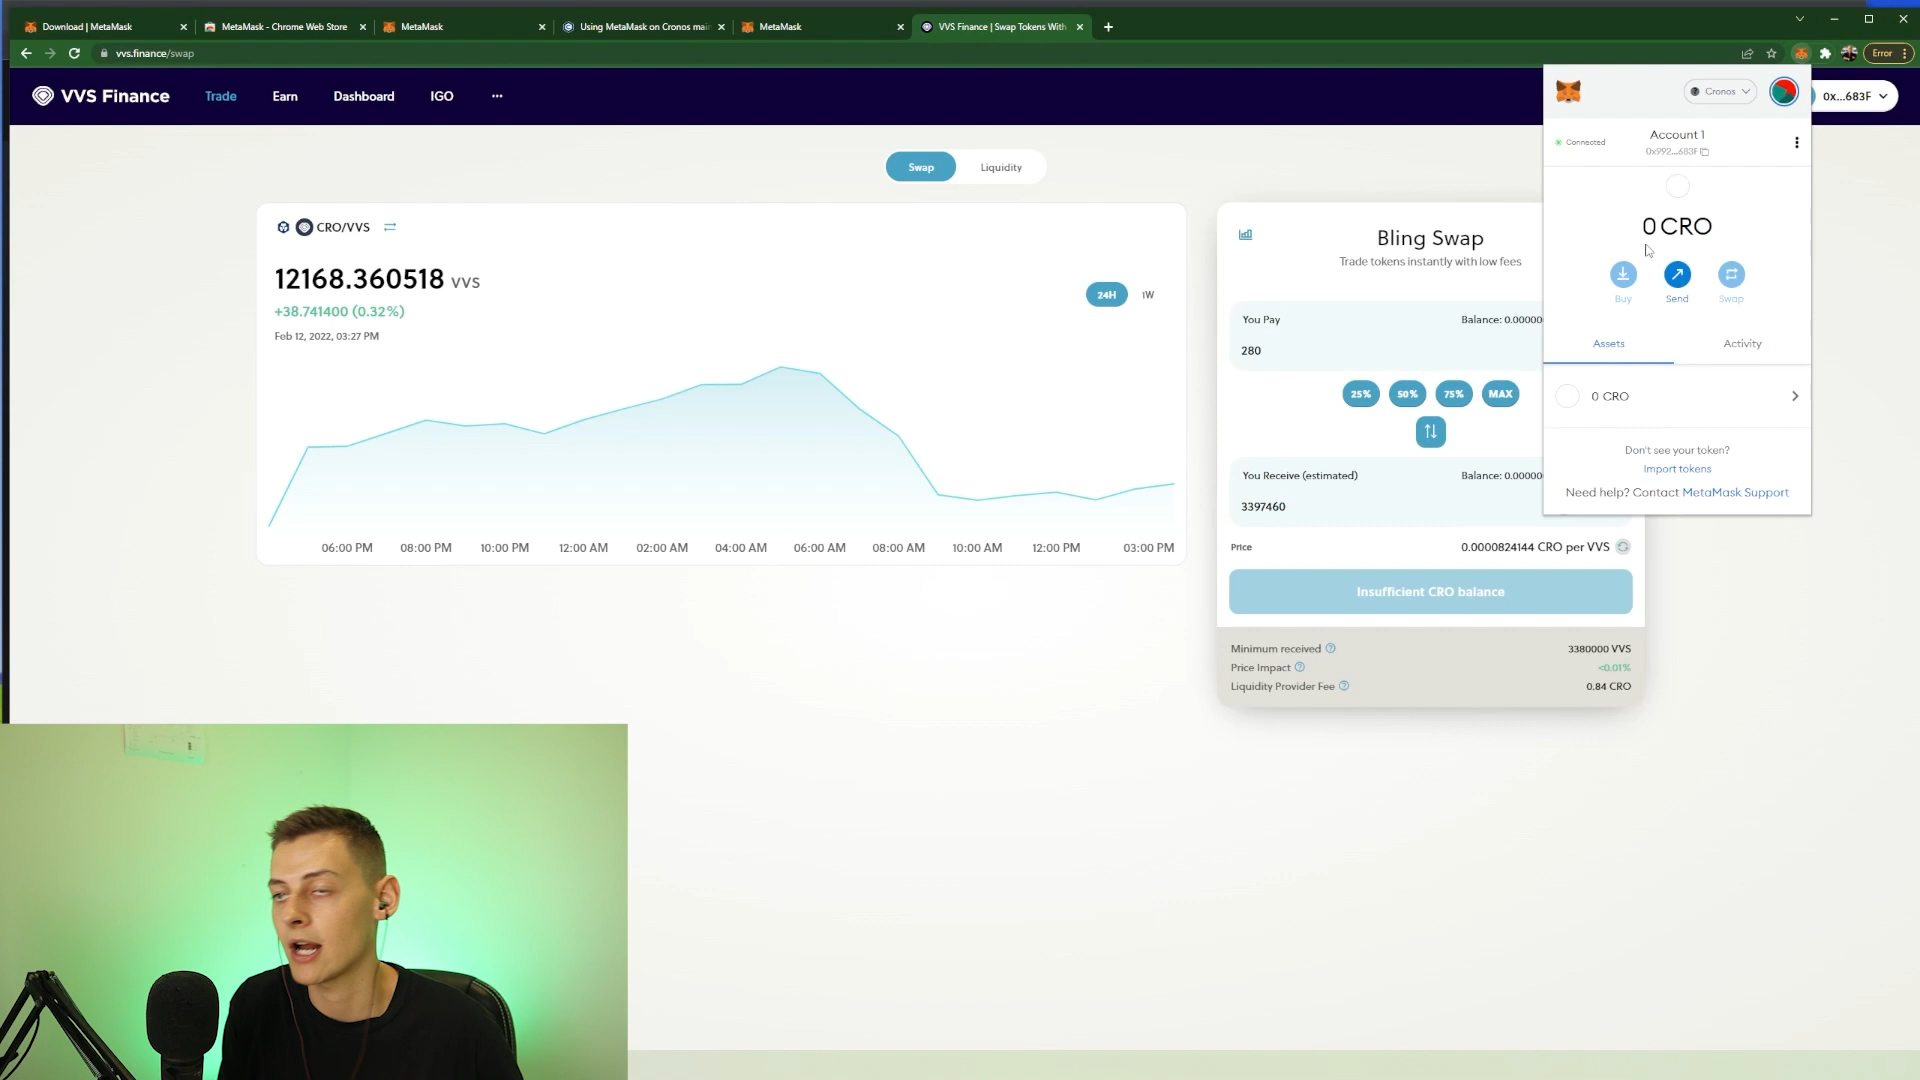 Download | MetaMask
MetaMask - Chrome Web Store
MetaMask
Using MetaMask on Cronos mai
MetaMask
VVS Finance | Swap Tokens With
vvs.finance/swap
Error
VVS Finance
Trade
Earn
Dashboard
IGO
Cronos
0x...683F
Connected
Account 1
0x992...683F
Swap
Liquidity
CRO/VVS
12168.360518 VVS
+38.741400 (0.32%)
Feb 12, 2022, 03:27 PM
24H
1W
06:00 PM
08:00 PM
10:00 PM
12:00 AM
02:00 AM
04:00 AM
06:00 AM
08:00 AM
10:00 AM
12:00 PM
03:00 PM
Bling Swap
Trade tokens instantly with low fees
You Pay
Balance: 0.0000
280
25%
50%
75%
MAX
You Receive (estimated)
Balance: 0.0000
3397460
Price
0.0000824144 CRO per VVS
Insufficient CRO balance
Minimum received
3380000 VVS
Price Impact
<0.01%
Liquidity Provider Fee
0.84 CRO
0 CRO
Buy
Send
Swap
Assets
Activity
0 CRO
Don't see your token?
Import tokens
Need help? Contact MetaMask Support